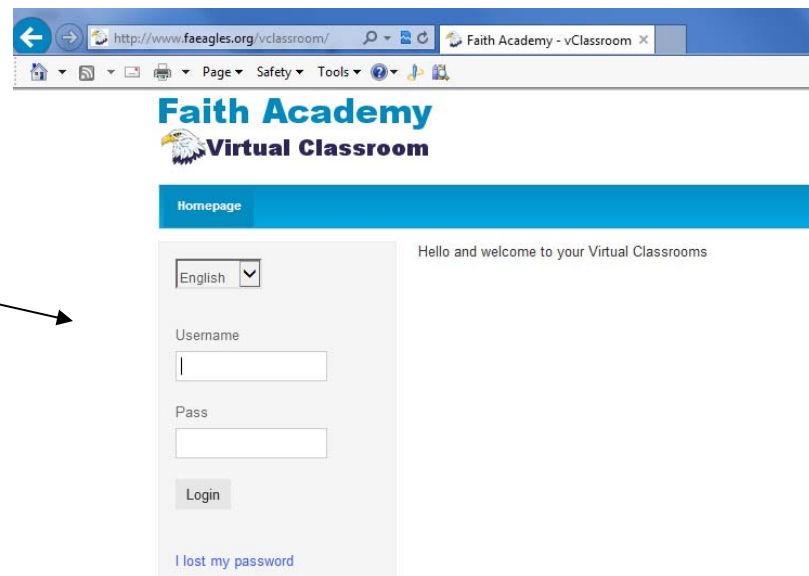 http://www.faeagles.org/vclassroom/
Faith Academy - vClassroom
Page Safety Tools
Faith Academy
Virtual Classroom
Homepage
English
Hello and welcome to your Virtual Classrooms
Username
Pass
Login
I lost my password